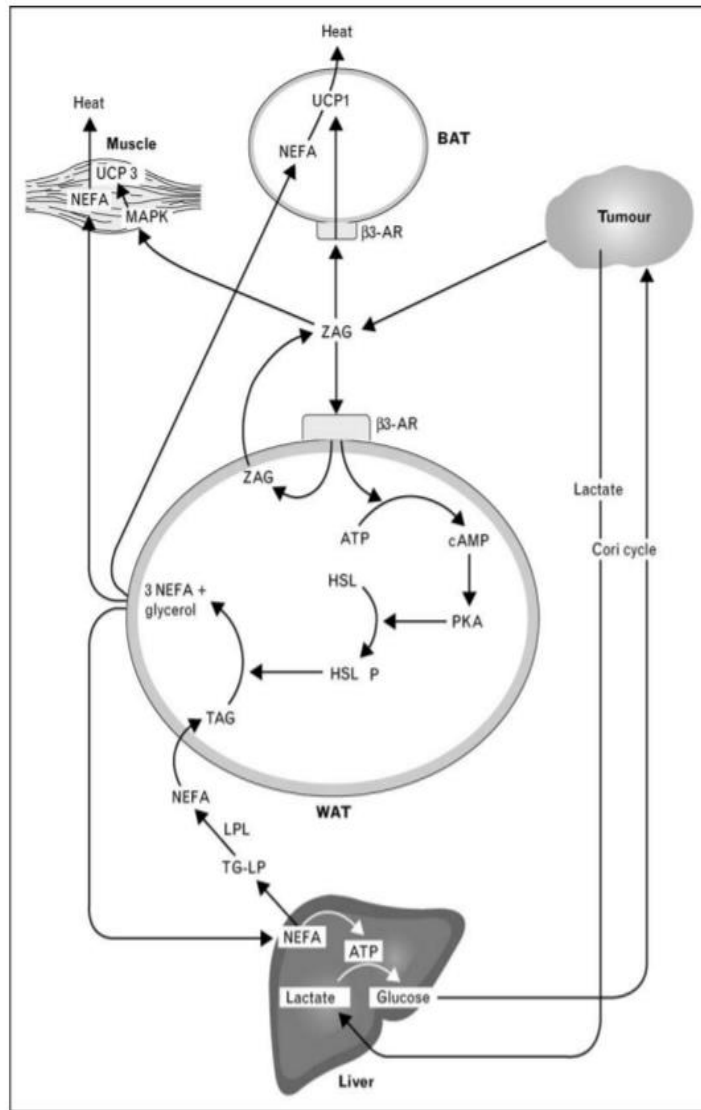 Heat
UCP1
BAT
NEFA
β3-AR
Heat
Muscle
UCP 3
NEFA
MAPK
Tumour
ZAG
β3-AR
ZAG
ATP
cAMP
HSL
PKA
HSL P
3 NEFA +
glycerol
TAG
NEFA
WAT
LPL
TG-LP
Lactate
Cori cycle
NEFA
ATP
Lactate
Glucose
Liver